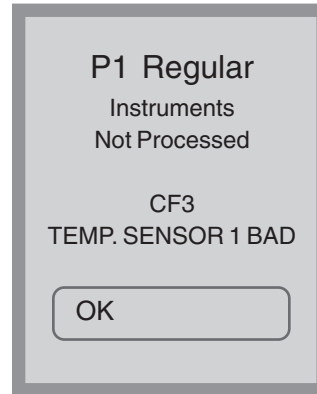 P1 Regular
Instruments
Not Processed
CF3
TEMP. SENSOR 1 BAD
OK